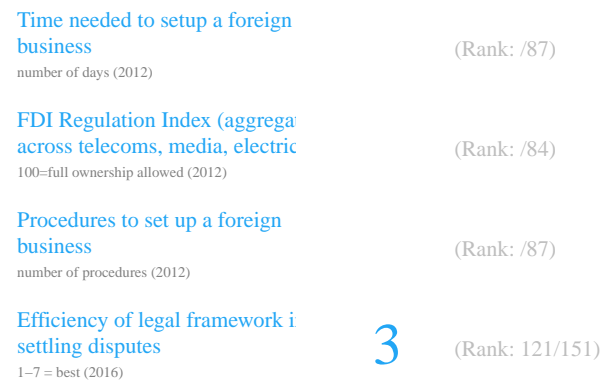 Time needed to setup a foreign
business
number of days (2012)
(Rank: /87)
FDI Regulation Index (aggrega
across telecoms, media, electric
100=full ownership allowed (2012)
(Rank: /84)
Procedures to set up a foreign
business
number of procedures (2012)
(Rank: /87)
Efficiency of legal framework i
settling disputes
1–7 = best (2016)
3
(Rank: 121/151)